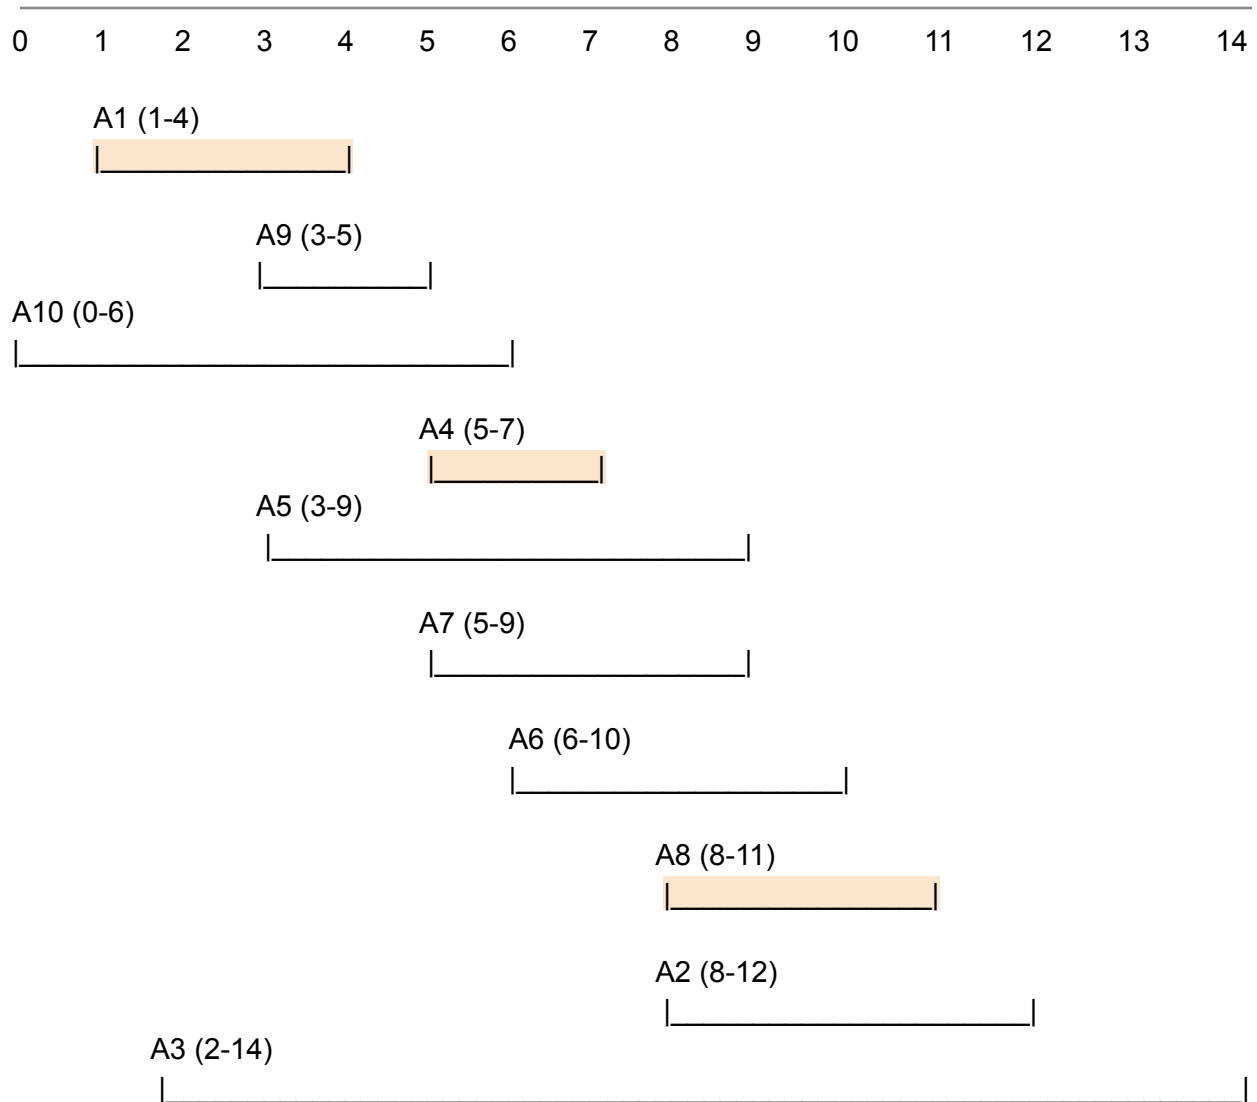 0 1 2 3 4 5 6 7 8 9 10 11 12 13 14
A1 (1-4)
A9 (3-5)
A10 (0-6)
A4 (5-7)
A5 (3-9)
A7 (5-9)
A6 (6-10)
A8 (8-11)
A2 (8-12)
A3 (2-14)